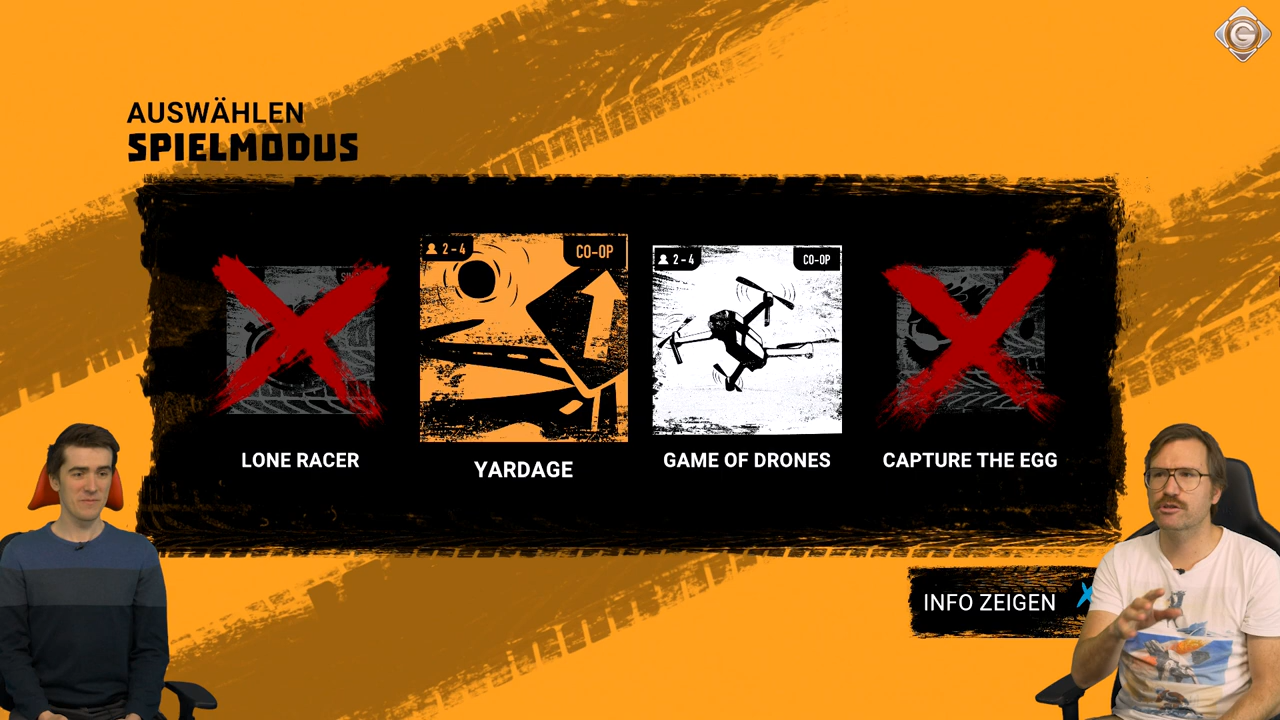 AUSWÄHLEN
SPIELMODUS
2 - 4
CO-OP
2 - 4
CO-OP
LONE RACER
YARDAGE
GAME OF DRONES
CAPTURE THE EGG
INFO ZEIGEN
G